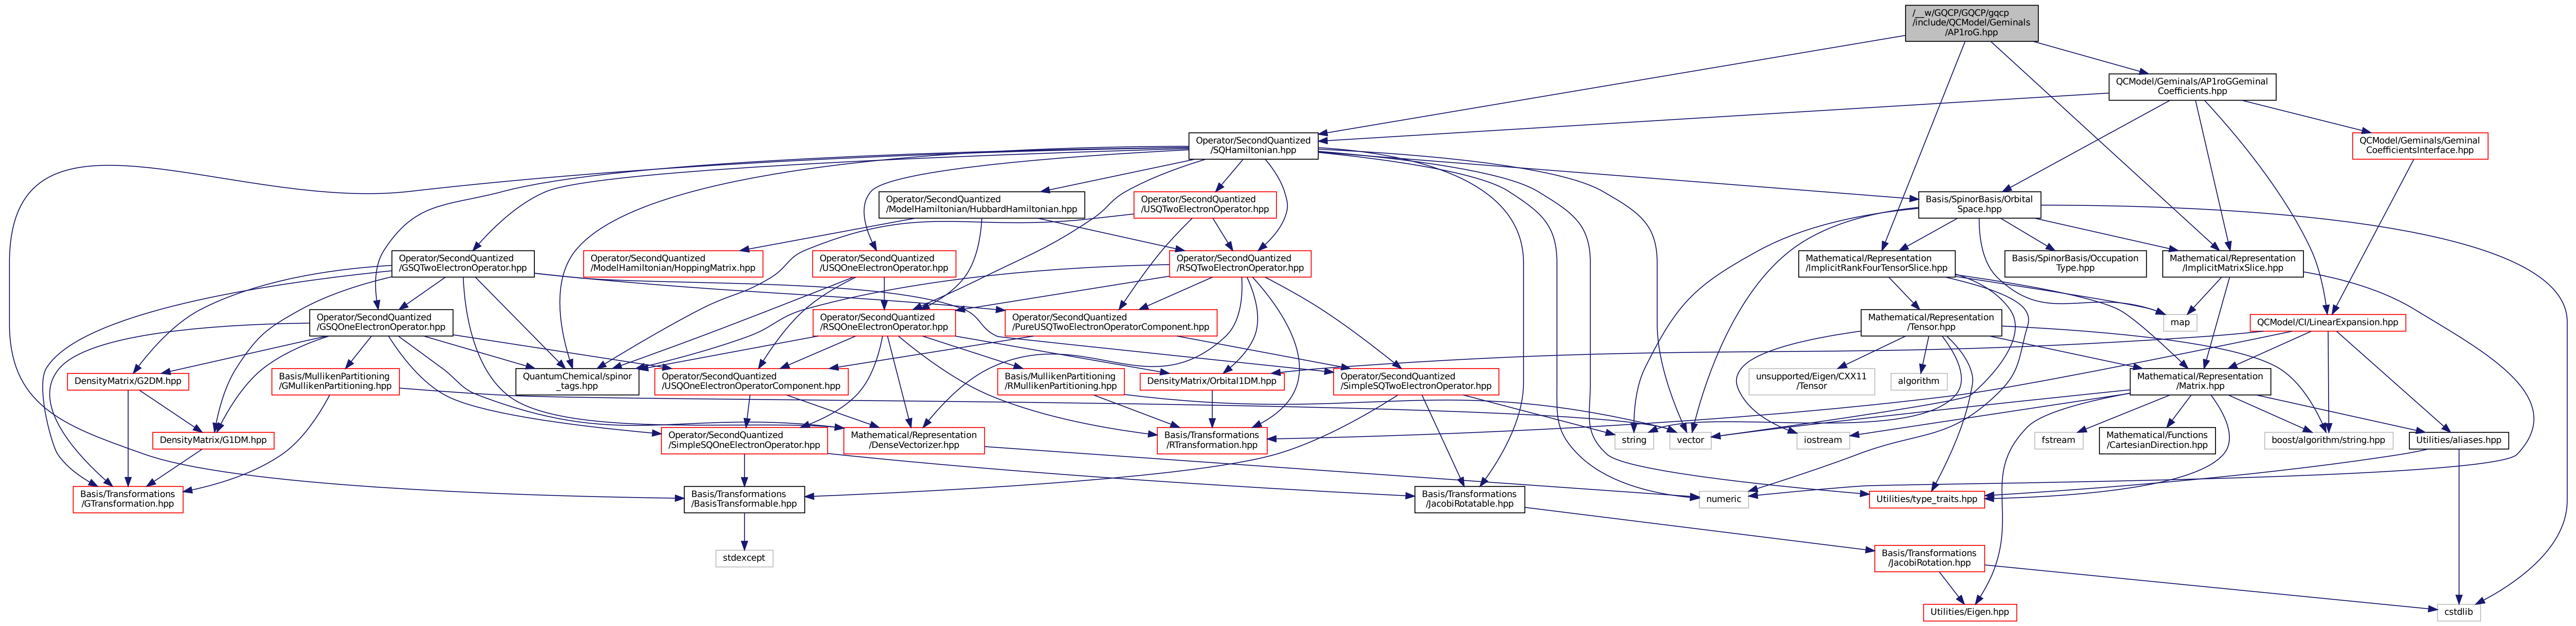 /__w/GQCP/GQCP/gqcp
/include/QCModel/Geminals
/AP1roG.hpp
QCModel/Geminals/AP1roGGeminal
Coefficients.hpp
Operator/SecondQuantized
/SQHamiltonian.hpp
QCModel/Geminals/Geminal
CoefficientsInterface.hpp
Operator/SecondQuantized
/ModelHamiltonian/HubbardHamiltonian.hpp
Operator/SecondQuantized
/USQTwoElectronOperator.hpp
Basis/SpinorBasis/Orbital
Space.hpp
Operator/SecondQuantized
/GSQTwoElectronOperator.hpp
Operator/SecondQuantized
/ModelHamiltonian/HoppingMatrix.hpp
Operator/SecondQuantized
/USQOneElectronOperator.hpp
Operator/SecondQuantized
/RSQTwoElectronOperator.hpp
Mathematical/Representation
/ImplicitRankFourTensorSlice.hpp
Basis/SpinorBasis/Occupation
Type.hpp
Mathematical/Representation
/ImplicitMatrixSlice.hpp
Operator/SecondQuantized
/GSQOneElectronOperator.hpp
Operator/SecondQuantized
/RSQOneElectronOperator.hpp
Operator/SecondQuantized
/PureUSQTwoElectronOperatorComponent.hpp
Mathematical/Representation
/Tensor.hpp
map
QCModel/CI/LinearExpansion.hpp
DensityMatrix/G2DM.hpp
Basis/MullikenPartitioning
/GMullikenPartitioning.hpp
QuantumChemical/spinor
_tags.hpp
Operator/SecondQuantized
/USQOneElectronOperatorComponent.hpp
Basis/MullikenPartitioning
/RMullikenPartitioning.hpp
DensityMatrix/Orbital1DM.hpp
Operator/SecondQuantized
/SimpleSQTwoElectronOperator.hpp
unsupported/Eigen/CXX11
/Tensor
algorithm
Mathematical/Representation
/Matrix.hpp
DensityMatrix/G1DM.hpp
Operator/SecondQuantized
/SimpleSQOneElectronOperator.hpp
Mathematical/Representation
/DenseVectorizer.hpp
Basis/Transformations
/RTransformation.hpp
string
vector
iostream
fstream
Mathematical/Functions
/CartesianDirection.hpp
boost/algorithm/string.hpp
Utilities/aliases.hpp
Basis/Transformations
/GTransformation.hpp
Basis/Transformations
/BasisTransformable.hpp
Basis/Transformations
/JacobiRotatable.hpp
numeric
Utilities/type_traits.hpp
stdexcept
Basis/Transformations
/JacobiRotation.hpp
Utilities/Eigen.hpp
cstdlib